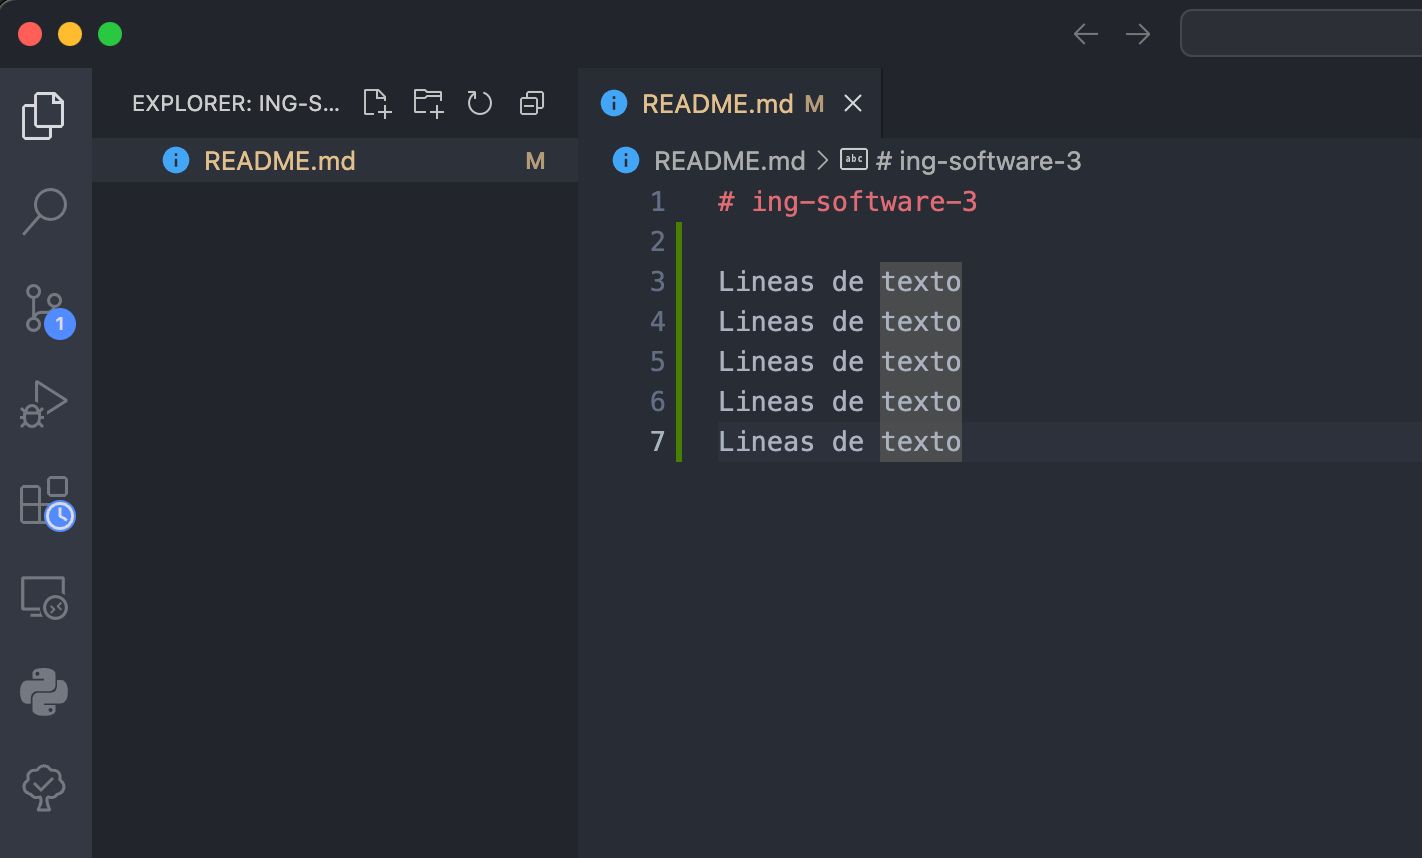 EXPLORER: ING-S...
README.md M
README.md M
README.md > abc # ing-software-3
1 # ing-software-3
2
3 Lineas de texto
4 Lineas de texto
5 Lineas de texto
6 Lineas de texto
7 Lineas de texto
1